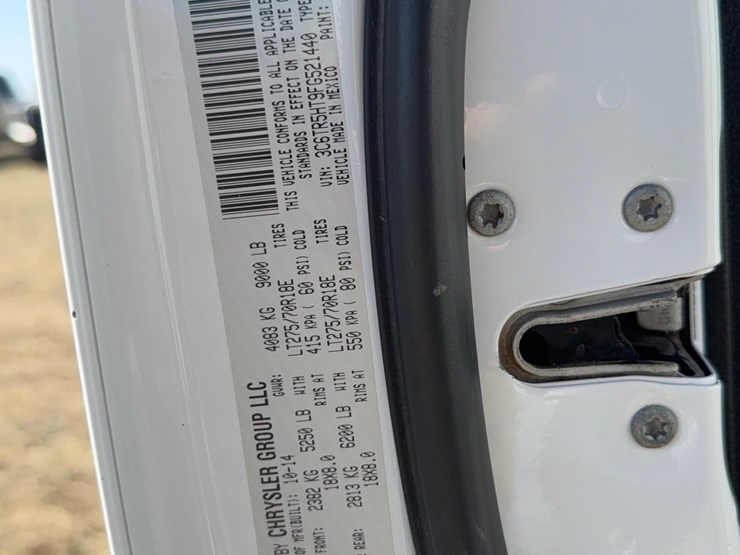 BY CHRYSLER GROUP LLC
OF MFR(BUILT): 10-14 GVWR: 4083 KG 9000 LB
FRONT: 2382 KG 5250 LB WITH LT275/70R18E TIRES
18X8.0 RIMS AT 415 KPA ( 60 PSI) COLD
REAR: 2813 KG 6200 LB WITH LT275/70R18E TIRES
18X8.0 RIMS AT 550 KPA ( 80 PSI) COLD
THIS VEHICLE CONFORMS TO ALL APPLICABLE
STANDARDS IN EFFECT ON THE DATE
VIN: 3C6TR5HT9FG521440 TYPE
VEHICLE MADE IN MEXICO PAINT: